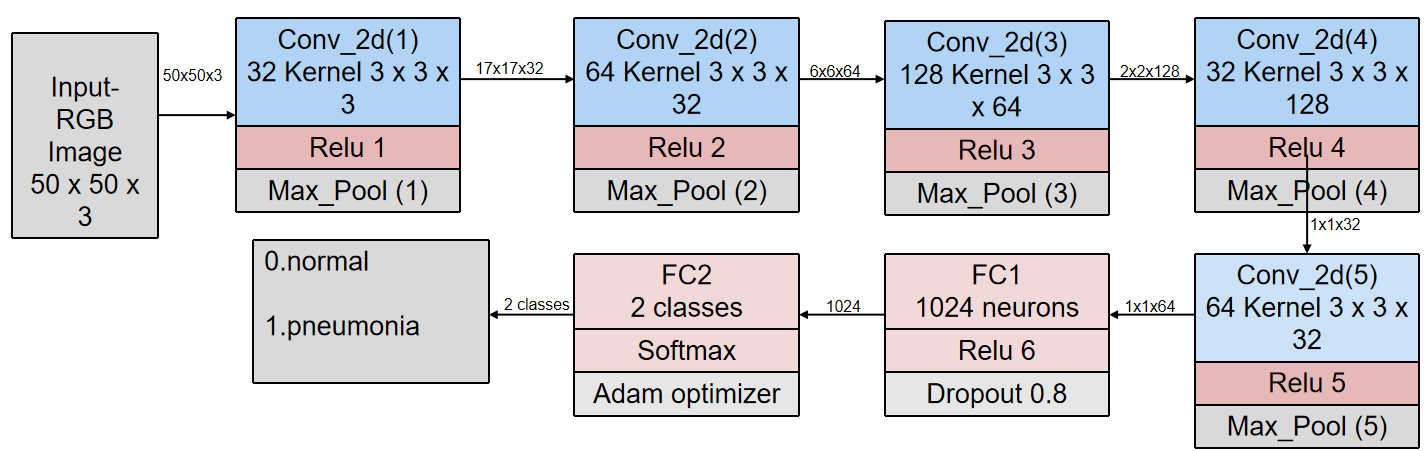 Input-
RGB
Image
50 x 50 x
3
50x50x3
Conv_2d(1)
32 Kernel 3 x 3 x
3
Relu 1
Max_Pool (1)
17x17x32
Conv_2d(2)
64 Kernel 3 x 3 x
32
Relu 2
Max_Pool (2)
6x6x64
Conv_2d(3)
128 Kernel 3 x 3
x 64
Relu 3
Max_Pool (3)
2x2x128
Conv_2d(4)
32 Kernel 3 x 3 x
128
Relu 4
Max_Pool (4)
1x1x32
Conv_2d(5)
64 Kernel 3 x 3 x
32
Relu 5
Max_Pool (5)
1x1x64
FC1
1024 neurons
Relu 6
Dropout 0.8
1024
FC2
2 classes
Softmax
Adam optimizer
2 classes
0.normal
1.pneumonia